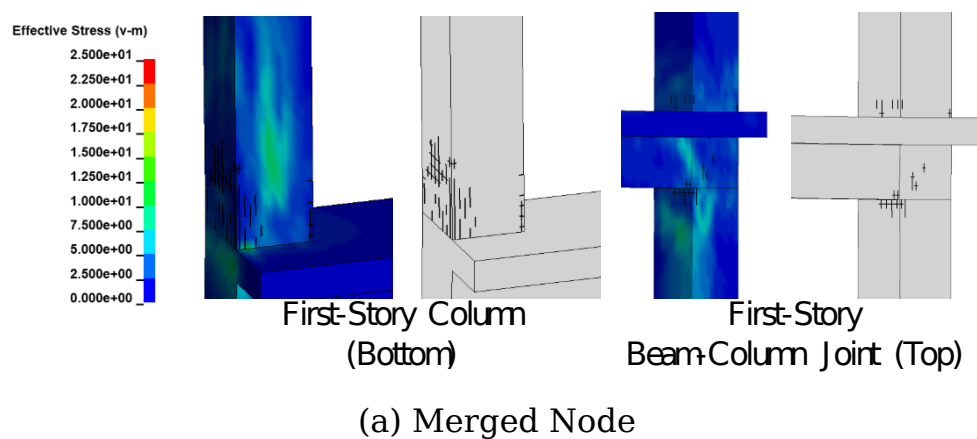 Effective Stress (v-m)
2.500e+01
2.250e+01
2.000e+01
1.750e+01
1.500e+01
1.250e+01
1.000e+01
7.500e+00
5.000e+00
2.500e+00
0.000e+00
First-Story Column
(Bottom)
First-Story
Beam-Column Joint (Top)
(a) Merged Node